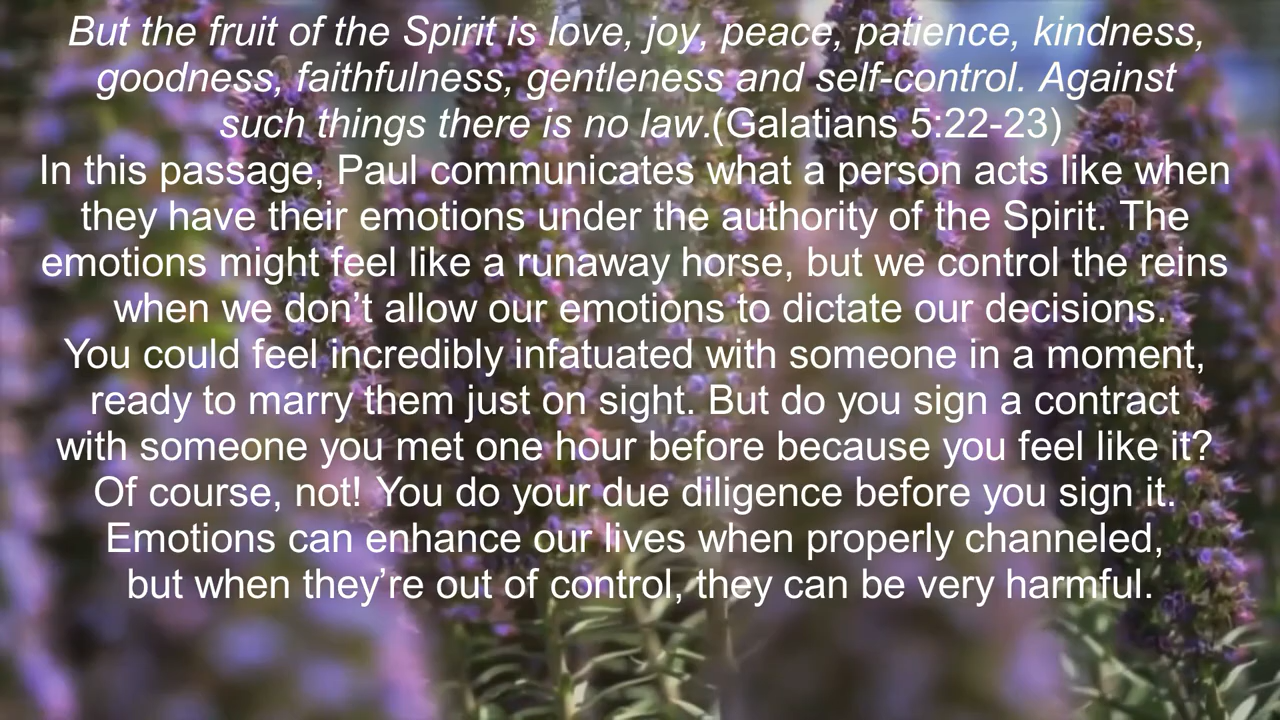 But the fruit of the Spirit is love, joy, peace, patience, kindness,
goodness, faithfulness, gentleness and self-control. Against
such things there is no law.(Galatians 5:22-23)
In this passage, Paul communicates what a person acts like when
they have their emotions under the authority of the Spirit. The
emotions might feel like a runaway horse, but we control the reins
when we don’t allow our emotions to dictate our decisions.
You could feel incredibly infatuated with someone in a moment,
ready to marry them just on sight. But do you sign a contract
with someone you met one hour before because you feel like it?
Of course, not! You do your due diligence before you sign it.
Emotions can enhance our lives when properly channeled,
but when they’re out of control, they can be very harmful.